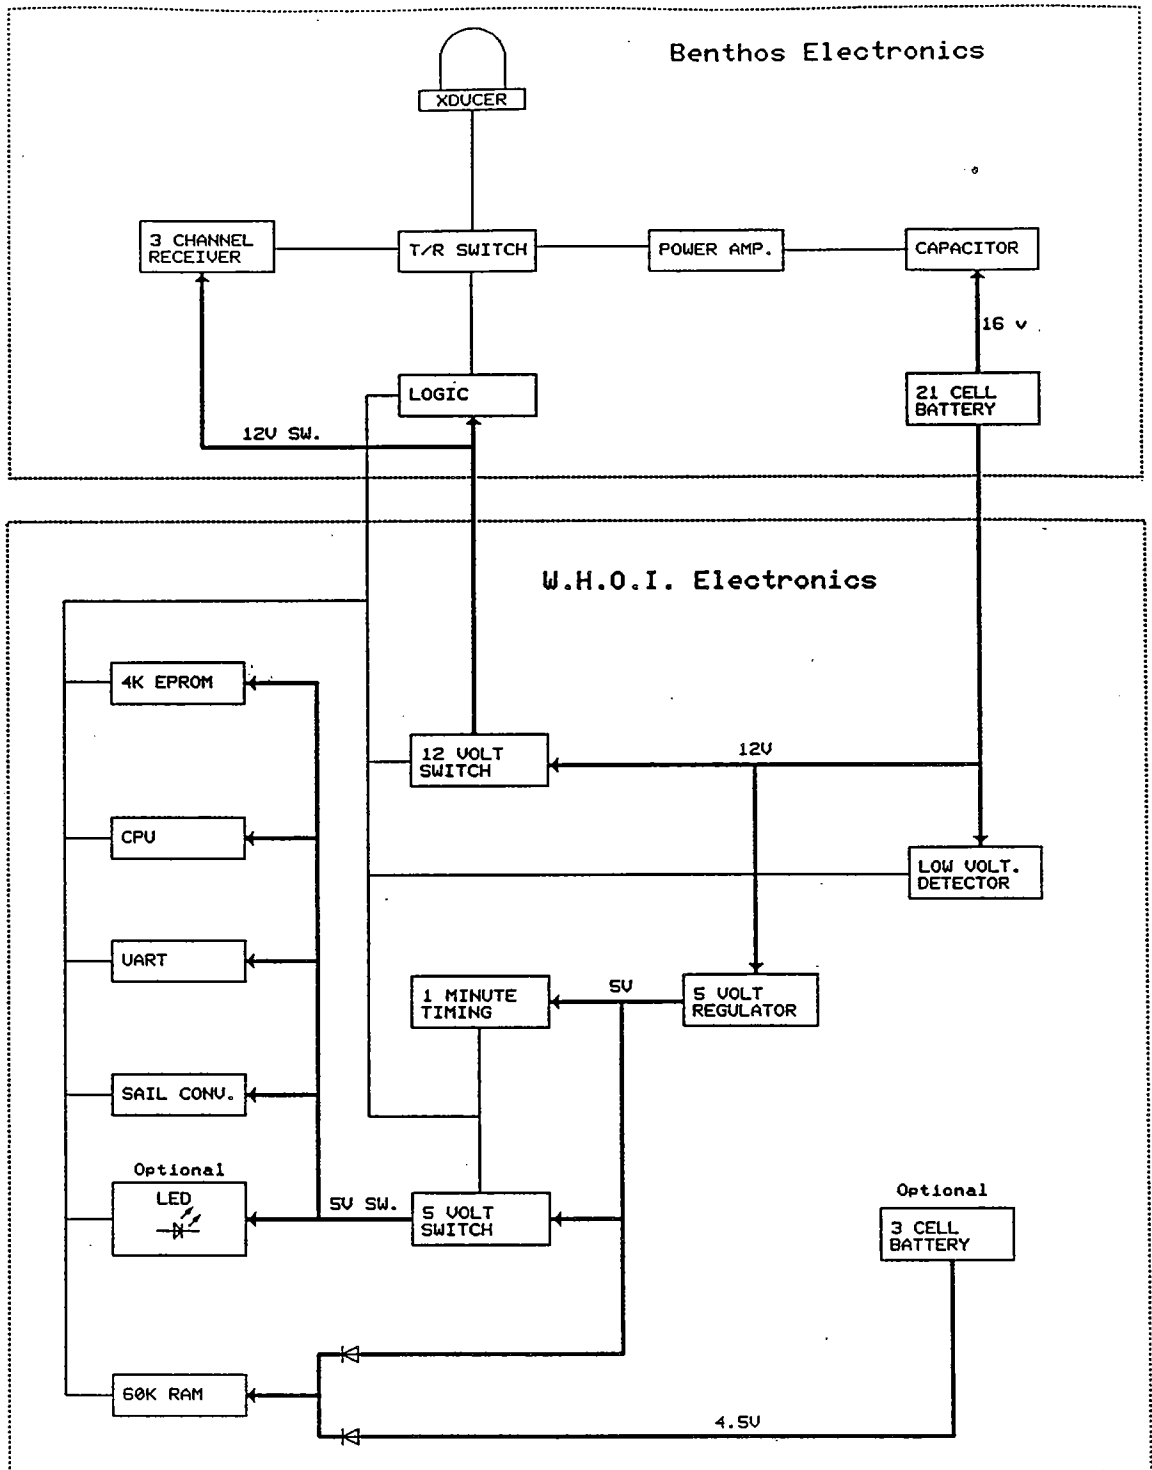 Benthos Electronics
XDUCER
3 CHANNEL
RECEIVER
T/R SWITCH
POWER AMP.
CAPACITOR
16 v
LOGIC
21 CELL
BATTERY
12V SW.
W.H.O.I. Electronics
4K EPROM
12 VOLT
SWITCH
12V
CPU
LOW VOLT.
DETECTOR
UART
1 MINUTE
TIMING
5V
5 VOLT
REGULATOR
SAIL CONV.
Optional
LED
5V SW.
5 VOLT
SWITCH
Optional
3 CELL
BATTERY
60K RAM
4.5V